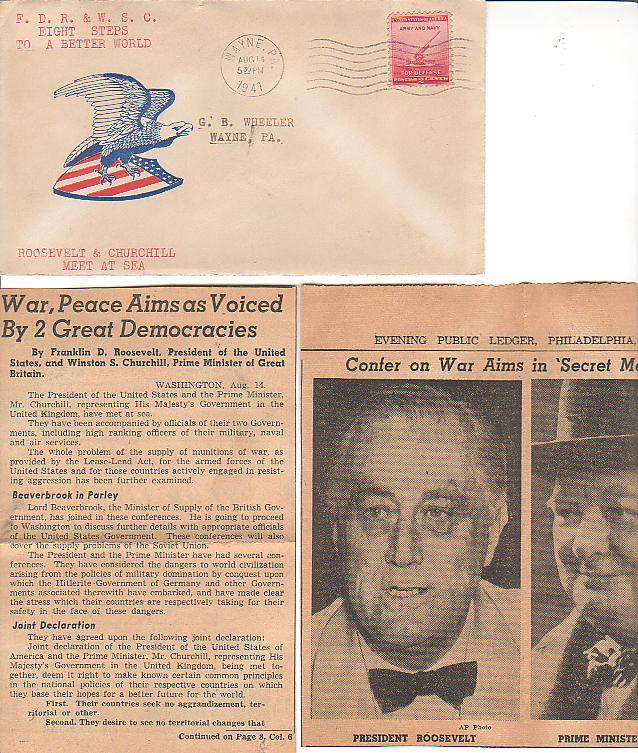 F. D. R. & W. S. C.
EIGHT STEPS
TO A BETTER WORLD
WAYNE, PA.
AUG 14
530 PM
1941
UNITED STATES OF AMERICA
ARMY AND NAVY
FOR DEFENSE
G. B. WHEELER
WAYNE, PA.
ROOSEVELT & CHURCHILL
MEET AT SEA
War, Peace Aims as Voiced
By 2 Great Democracies
By Franklin D. Roosevelt, President of the United
States, and Winston S. Churchill, Prime Minister of Great
Britain.
WASHINGTON, Aug. 14.
The President of the United States and the Prime Minister,
Mr. Churchill, representing His Majesty's Government in the
United Kingdom, have met at sea.
They have been accompanied by officials of their two Govern-
ments, including high ranking officers of their military, naval
and air services.
The whole problem of the supply of munitions of war, as
provided by the Lease-Lend Act, for the armed forces of the
United States and for those countries actively engaged in resist-
ing aggression has been further examined.
Beaverbrook in Parley
Lord Beaverbrook, the Minister of Supply of the British Gov-
ernment, has joined in these conferences. He is going to proceed
to Washington to discuss further details with appropriate officials
of the United States Government. These conferences will also
cover the supply problems of the Soviet Union.
The President and the Prime Minister have had several con-
ferences. They have considered the dangers to world civilization
arising from the policies of military domination by conquest upon
which the Hitlerite Government of Germany and other Govern-
ments associated therewith have embarked, and have made clear
the stress which their countries are respectively taking for their
safety in the face of these dangers.
Joint Declaration
They have agreed upon the following joint declaration:
Joint declaration of the President of the United States of
America and the Prime Minister, Mr. Churchill, representing His
Majesty's Government in the United Kingdom, being met to-
gether, deem it right to make known certain common principles
in the national policies of their respective countries on which
they base their hopes for a better future for the world.
First. Their countries seek no aggrandizement, ter-
ritorial or other.
Second. They desire to see no territorial changes that
Continued on Page 8, Col. 6
EVENING PUBLIC LEDGER, PHILADELPHIA,
Confer on War Aims in 'Secret Me
AP Photo
PRESIDENT ROOSEVELT
PRIME MINISTE